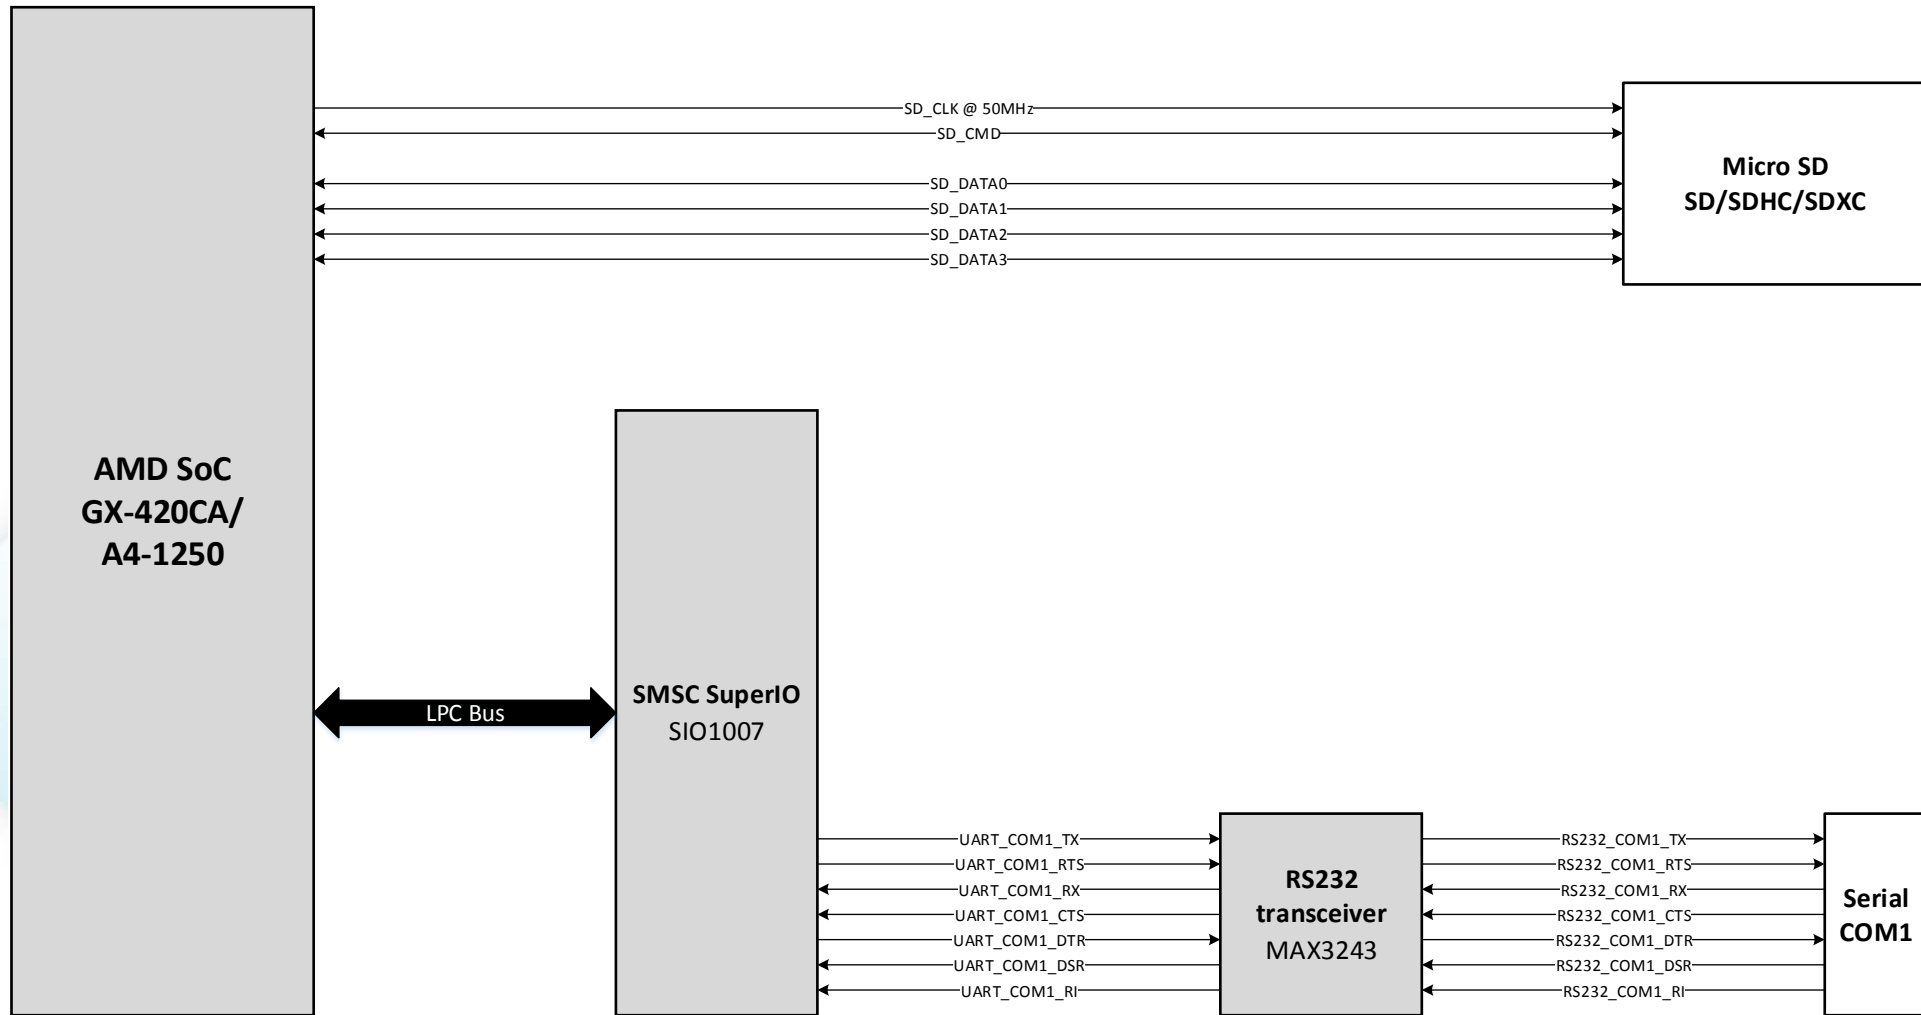 SD_CLK @ 50MHz
SD_CMD
SD_DATA0
SD_DATA1
SD_DATA2
SD_DATA3
Micro SD
SD/SDHC/SDXC
AMD SoC
GX-420CA/
A4-1250
LPC Bus
SMSC SuperIO
SIO1007
UART_COM1_TX
UART_COM1_RTS
UART_COM1_RX
UART_COM1_CTS
UART_COM1_DTR
UART_COM1_DSR
UART_COM1_RI
RS232
transceiver
MAX3243
RS232_COM1_TX
RS232_COM1_RTS
RS232_COM1_RX
RS232_COM1_CTS
RS232_COM1_DTR
RS232_COM1_DSR
RS232_COM1_RI
Serial
COM1